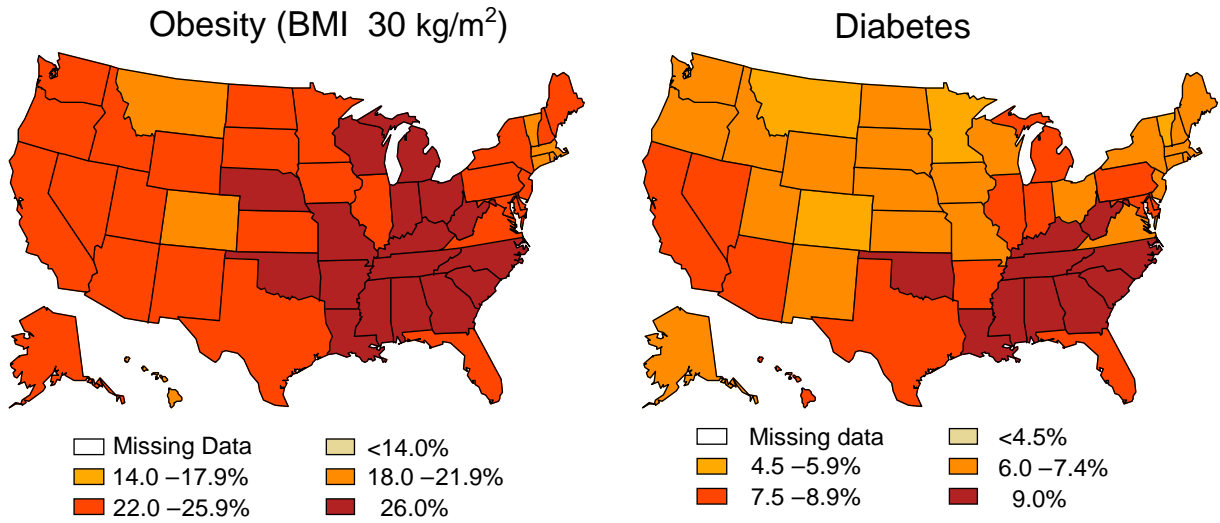 Obesity (BMI  30 kg/m²)
Missing Data
<14.0%
14.0 –17.9%
18.0 –21.9%
22.0 –25.9%
26.0%
Diabetes
Missing data
<4.5%
4.5 –5.9%
6.0 –7.4%
7.5 –8.9%
9.0%